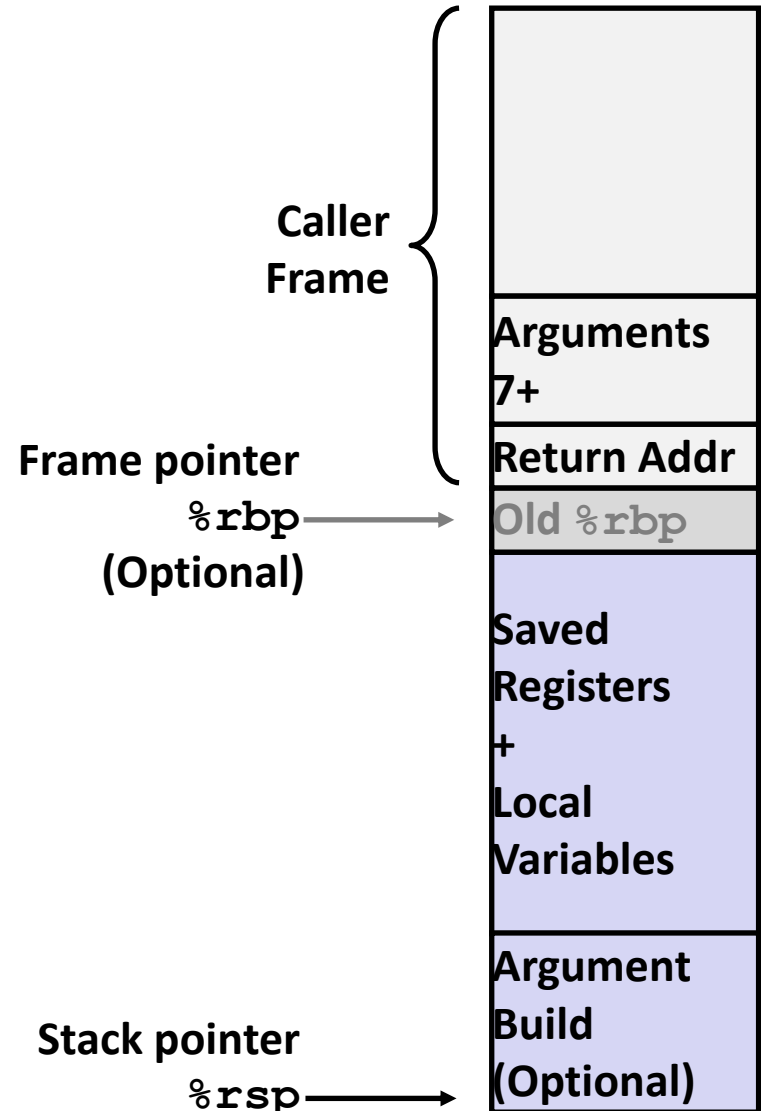 Caller
Frame
Arguments
7+
Return Addr
Frame pointer
%rbp
(Optional)
Old %rbp
Saved
Registers
+
Local
Variables
Argument
Build
(Optional)
Stack pointer
%rsp